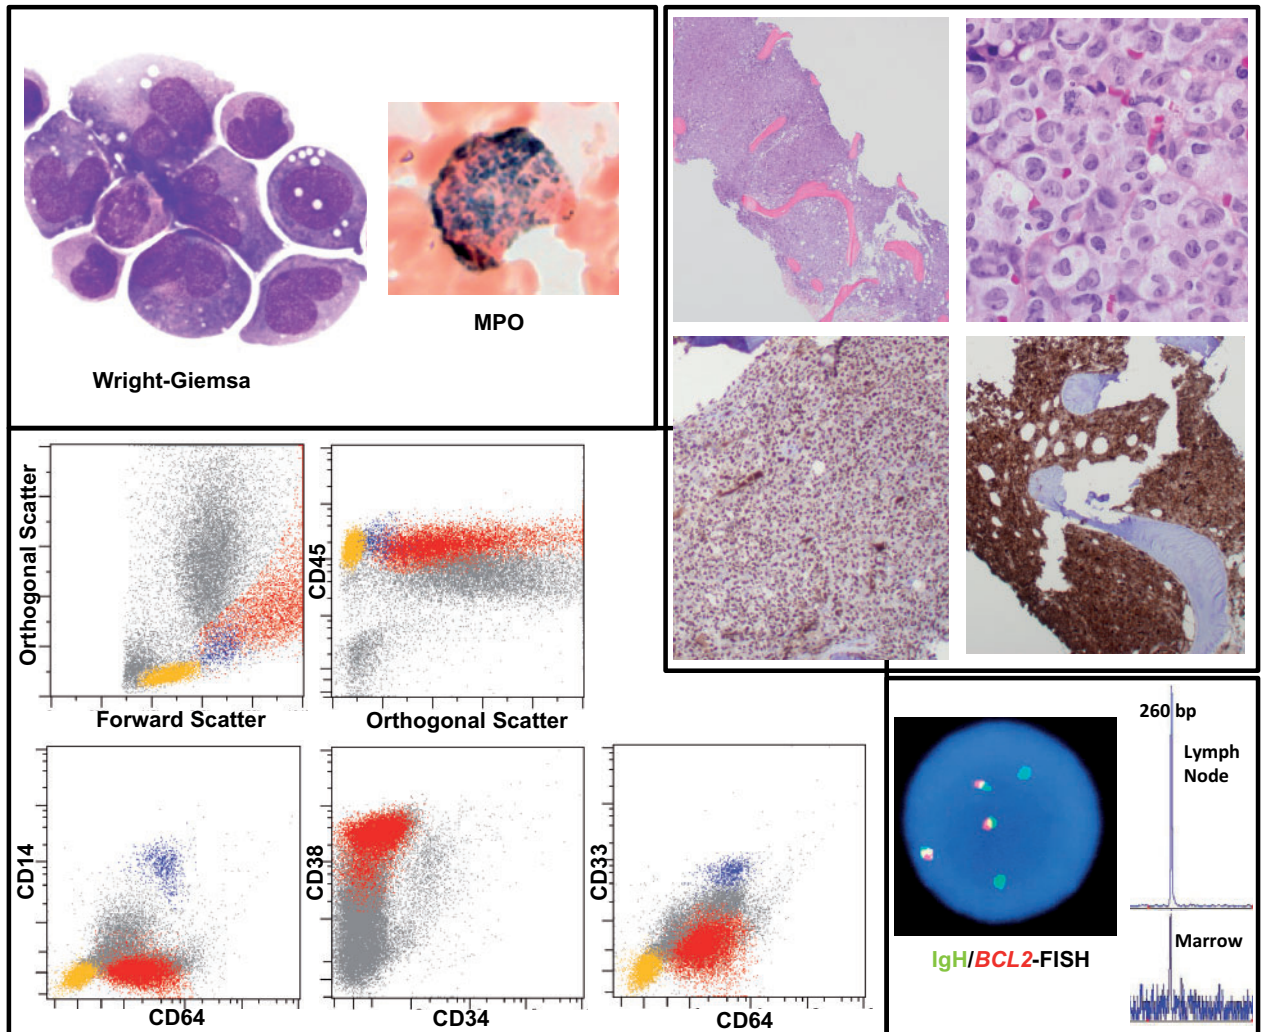 Wright-Giemsa
MPO
Orthogonal Scatter
Forward Scatter
CD45
Orthogonal Scatter
CD14
CD64
CD38
CD34
CD33
CD64
260 bp
Lymph
Node
Marrow
IgH/BCL2-FISH